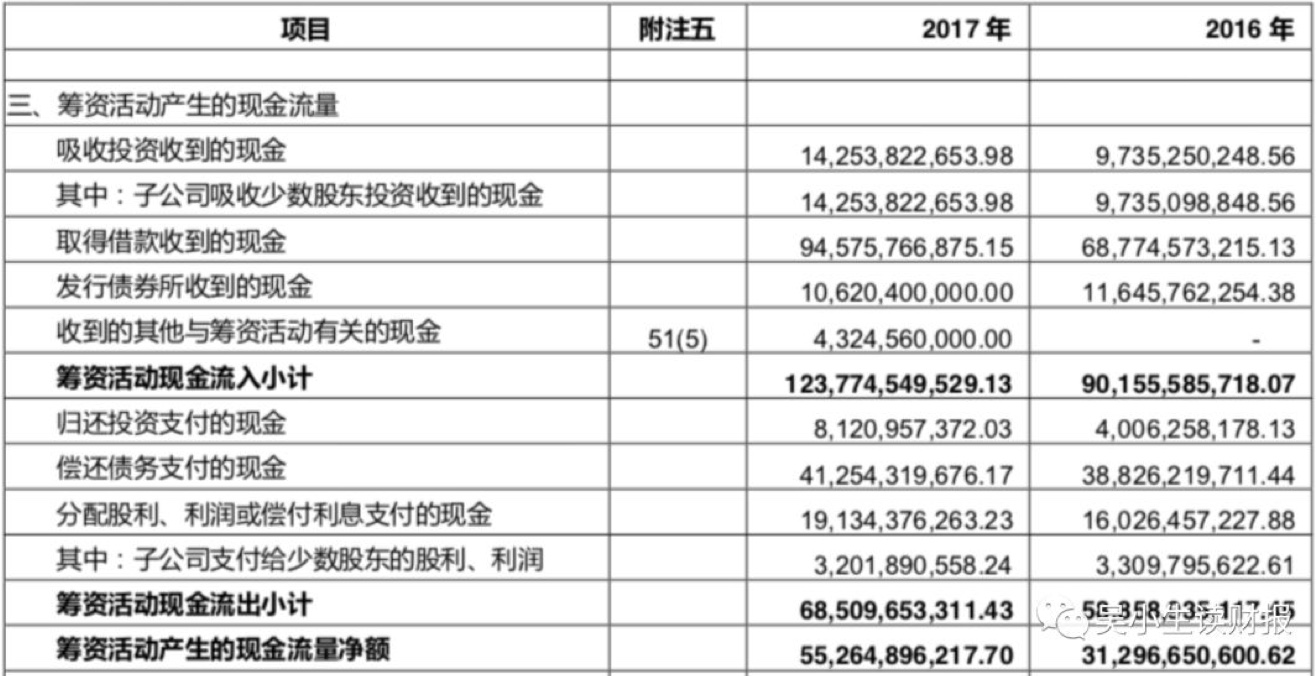 项目 附注五 2017 年 2016 年
三、筹资活动产生的现金流量
吸收投资收到的现金 14,253,822,653.98 9,735,250,248.56
其中：子公司吸收少数股东投资收到的现金 14,253,822,653.98 9,735,098,848.56
取得借款收到的现金 94,575,766,875.15 68,774,573,215.13
发行债券所收到的现金 10,620,400,000.00 11,645,762,254.38
收到的其他与筹资活动有关的现金 51(5) 4,324,560,000.00 -
筹资活动现金流入小计 123,774,549,529.13 90,155,585,718.07
归还投资支付的现金 8,120,957,372.03 4,006,258,178.13
偿还债务支付的现金 41,254,319,676.17 38,826,219,711.44
分配股利、利润或偿付利息支付的现金 19,134,376,263.23 16,026,457,227.88
其中：子公司支付给少数股东的股利、利润 3,201,890,558.24 3,309,795,622.61
筹资活动现金流出小计 68,509,653,311.43
吴小生读财报
筹资活动产生的现金流量净额 55,264,896,217.70 31,296,650,600.62